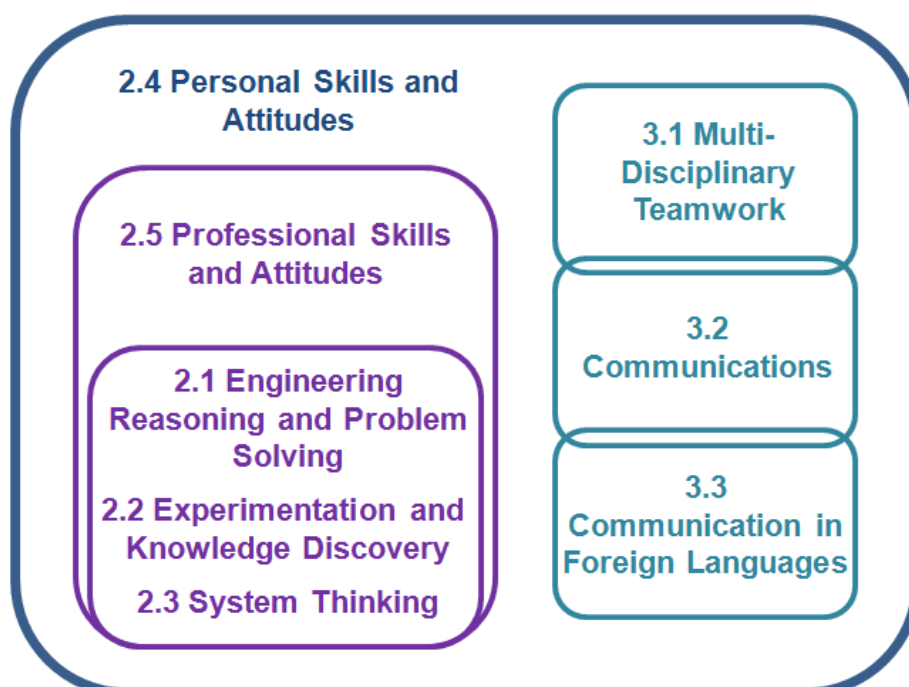 2.4 Personal Skills and
Attitudes
2.5 Professional Skills
and Attitudes
2.1 Engineering
Reasoning and Problem
Solving
2.2 Experimentation and
Knowledge Discovery
2.3 System Thinking
3.1 Multi-
Disciplinary
Teamwork
3.2
Communications
3.3
Communication in
Foreign Languages